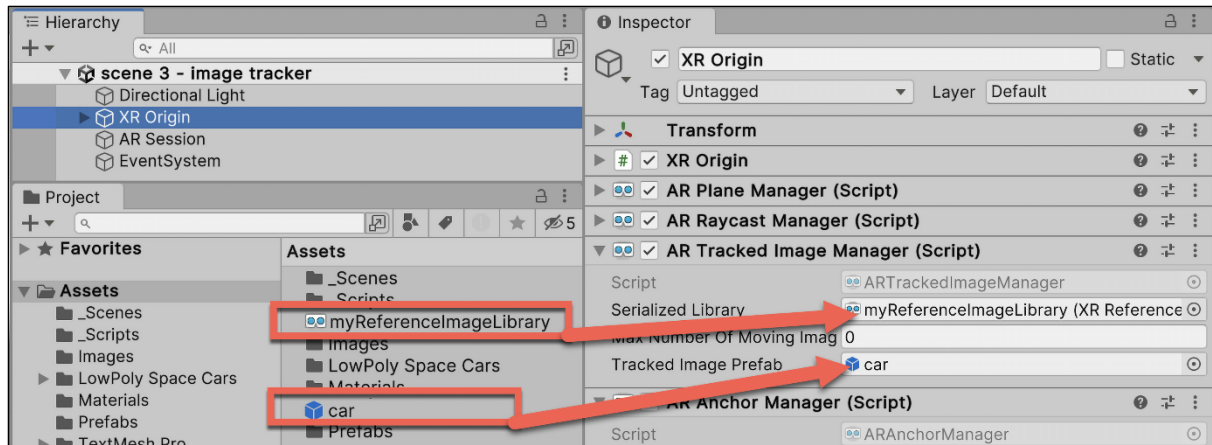 Hierarchy
All
scene 3 - image tracker
Directional Light
XR Origin
AR Session
EventSystem
Project
5
Favorites
Assets
_Scenes
_Scripts
Images
LowPoly Space Cars
Materials
Prefabs
TextMesh Pro
Assets
_Scenes
_Scripts
myReferenceImageLibrary
Images
LowPoly Space Cars
Materials
car
Prefabs
Inspector
XR Origin
Static
Tag Untagged Layer Default
Transform
# XR Origin
AR Plane Manager (Script)
AR Raycast Manager (Script)
AR Tracked Image Manager (Script)
Script ARTrackedImageManager
Serialized Library myReferenceImageLibrary (XR Reference
Max Number Of Moving Imag 0
Tracked Image Prefab car
AR Anchor Manager (Script)
Script ARAnchorManager